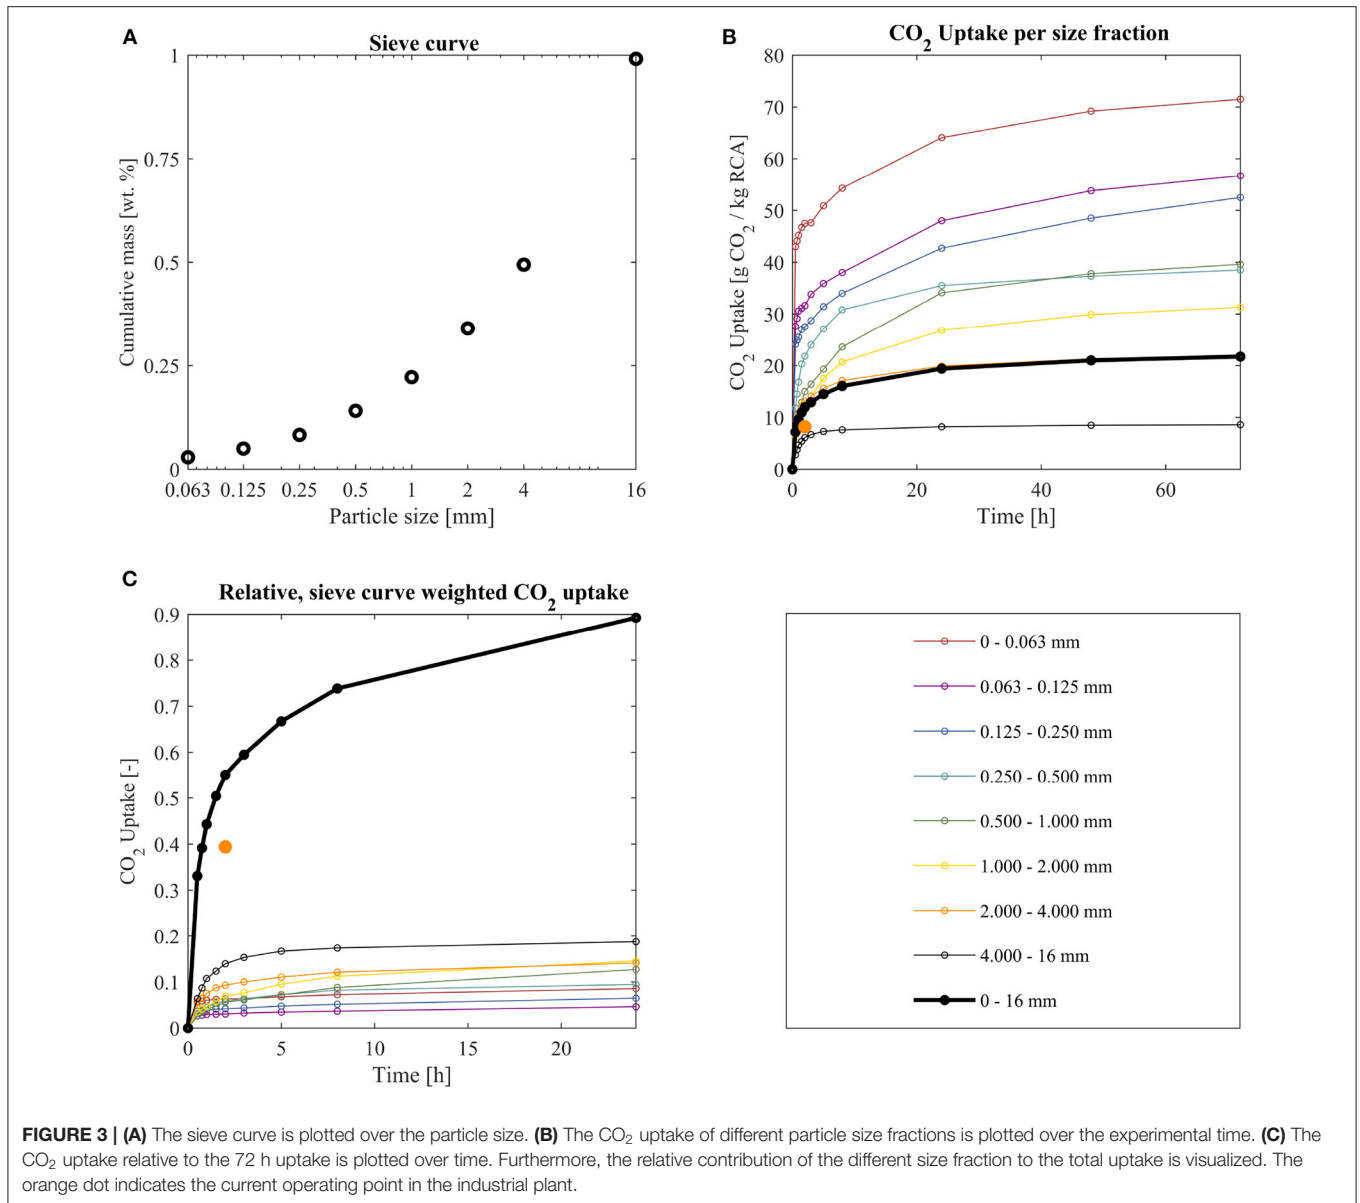 A
Sieve curve
1
0.75
0.5
0.25
0
Cumulative mass [wt. %]
0.063 0.125 0.25 0.5 1 2 4 16
Particle size [mm]
B
CO2 Uptake per size fraction
80
70
60
50
40
30
20
10
0
CO2 Uptake [g CO2 / kg RCA]
0 20 40 60
Time [h]
C
Relative, sieve curve weighted CO2 uptake
0.9
0.8
0.7
0.6
0.5
0.4
0.3
0.2
0.1
0
CO2 Uptake [-]
0 5 10 15 20
Time [h]
0 - 0.063 mm
0.063 - 0.125 mm
0.125 - 0.250 mm
0.250 - 0.500 mm
0.500 - 1.000 mm
1.000 - 2.000 mm
2.000 - 4.000 mm
4.000 - 16 mm
0 - 16 mm
FIGURE 3 | (A) The sieve curve is plotted over the particle size. (B) The CO2 uptake of different particle size fractions is plotted over the experimental time. (C) The
CO2 uptake relative to the 72 h uptake is plotted over time. Furthermore, the relative contribution of the different size fraction to the total uptake is visualized. The
orange dot indicates the current operating point in the industrial plant.